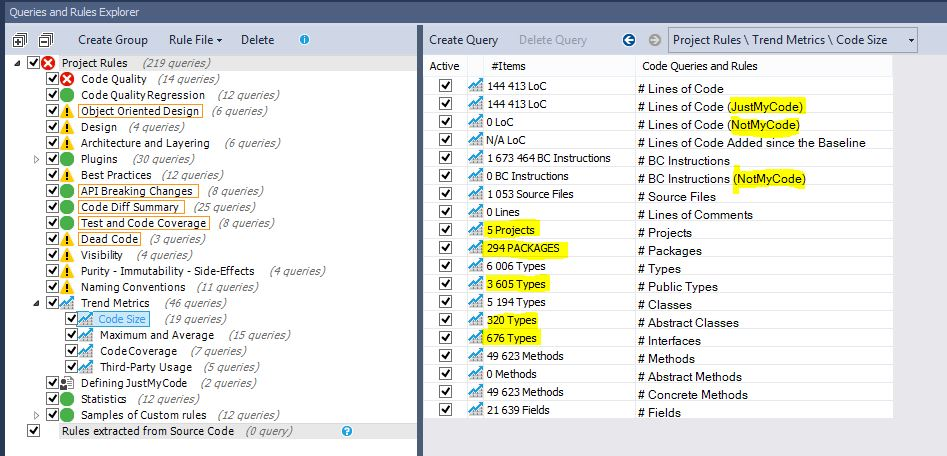 Queries and Rules Explorer
Create Group Rule File Delete
Project Rules (219 queries)
Code Quality (14 queries)
Code Quality Regression (12 queries)
Object Oriented Design (6 queries)
Design (4 queries)
Architecture and Layering (6 queries)
Plugins (30 queries)
Best Practices (12 queries)
API Breaking Changes (8 queries)
Code Diff Summary (25 queries)
Test and Code Coverage (8 queries)
Dead Code (3 queries)
Visibility (4 queries)
Purity - Immutability - Side-Effects (4 queries)
Naming Conventions (11 queries)
Trend Metrics (46 queries)
Code Size (19 queries)
Maximum and Average (15 queries)
Code Coverage (7 queries)
Third-Party Usage (5 queries)
Defining JustMyCode (2 queries)
Statistics (12 queries)
Samples of Custom rules (12 queries)
Rules extracted from Source Code (0 query)
Create Query Delete Query Project Rules \ Trend Metrics \ Code Size
Active #Items Code Queries and Rules
144 413 LoC # Lines of Code
144 413 LoC # Lines of Code (JustMyCode)
0 LoC # Lines of Code (NotMyCode)
N/A LoC # Lines of Code Added since the Baseline
1 673 464 BC Instructions # BC Instructions
0 BC Instructions # BC Instructions (NotMyCode)
1 053 Source Files # Source Files
0 Lines # Lines of Comments
5 Projects # Projects
294 PACKAGES # Packages
6 006 Types # Types
3 605 Types # Public Types
5 194 Types # Classes
320 Types # Abstract Classes
676 Types # Interfaces
49 623 Methods # Methods
0 Methods # Abstract Methods
49 623 Methods # Concrete Methods
21 639 Fields # Fields